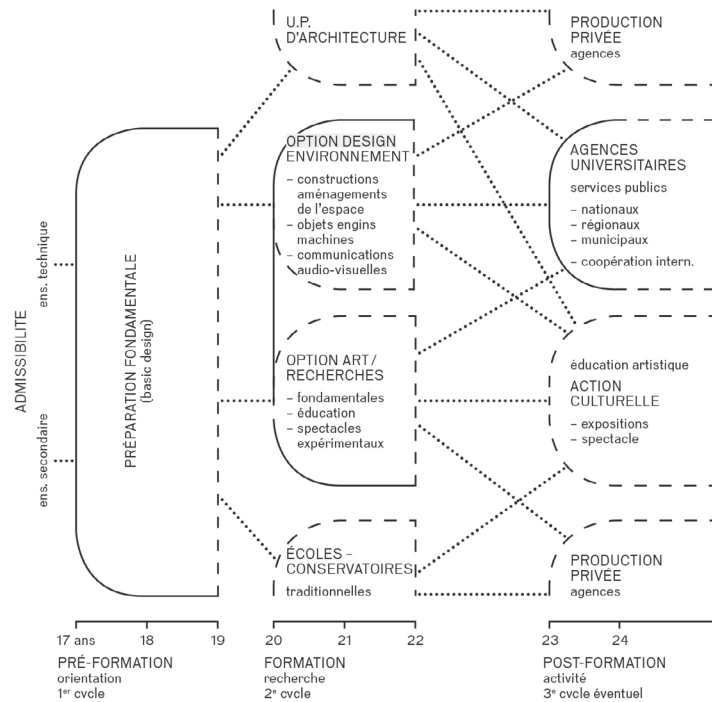 U.P.
D'ARCHITECTURE
PRODUCTION
PRIVÉE
agences
OPTION DESIGN
ENVIRONNEMENT
– constructions
aménagements
de l'espace
– objets engins
machines
– communications
audio-visuelles
AGENCES
UNIVERSITAIRES
services publics
– nationaux
– régionaux
– municipaux
– coopération intern.
ADMISSIBILITE
ens. technique
ens. secondaire
PRÉPARATION FONDAMENTALE
(basic design)
OPTION ART /
RECHERCHES
– fondamentales
– éducation
– spectacles
expérimentaux
éducation artistique
ACTION
CULTURELLE
– expositions
– spectacle
ÉCOLES –
CONSERVATOIRES
traditionnelles
PRODUCTION
PRIVÉE
agences
17 ans 18 19 20 21 22 23 24
PRÉ-FORMATION
orientation
1er cycle
FORMATION
recherche
2e cycle
POST-FORMATION
activité
3e cycle éventuel